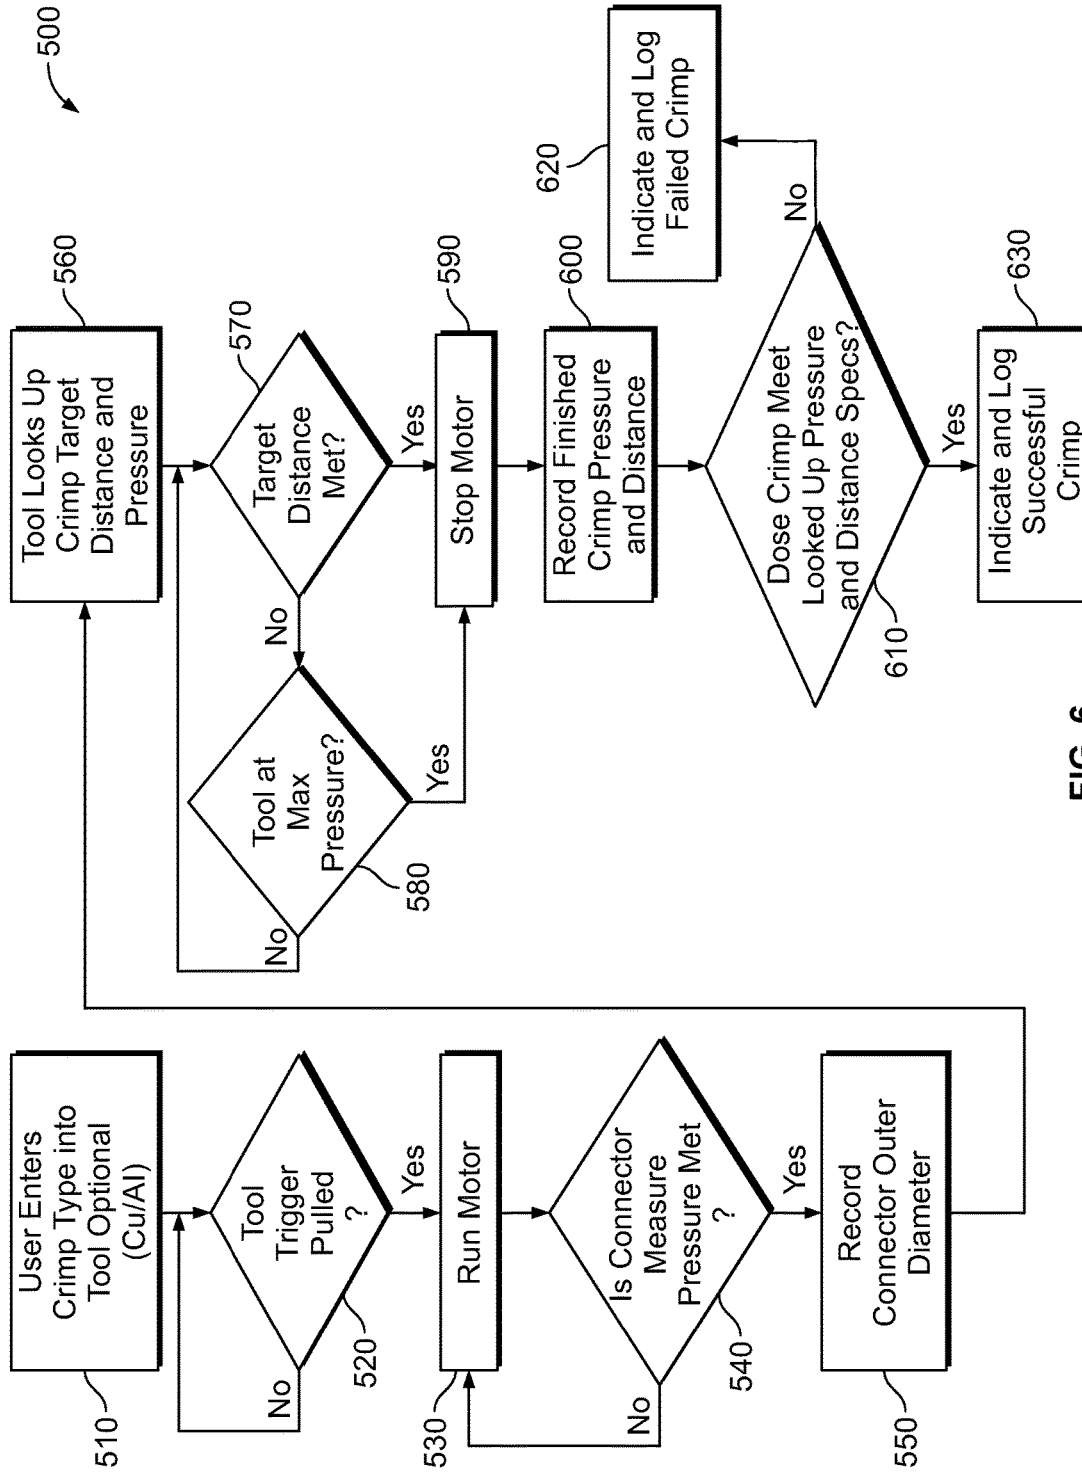 500
510
User Enters
Crimp Type into
Tool Optional
(Cu/Al)
No
Tool
Trigger
Pulled
?
520
Yes
530
Run Motor
No
Is Connector
Measure
Pressure Met
?
540
Yes
550
Record
Connector Outer
Diameter
560
Tool Looks Up
Crimp Target
Distance and
Pressure
570
Target
Distance
Met?
No
Yes
Tool at
Max
Pressure?
580
No
Yes
590
Stop Motor
600
Record Finished
Crimp Pressure
and Distance
Dose Crimp Meet
Looked Up Pressure
and Distance Specs?
610
No
620
Indicate and Log
Failed Crimp
Yes
630
Indicate and Log
Successful
Crimp
FIG. 6